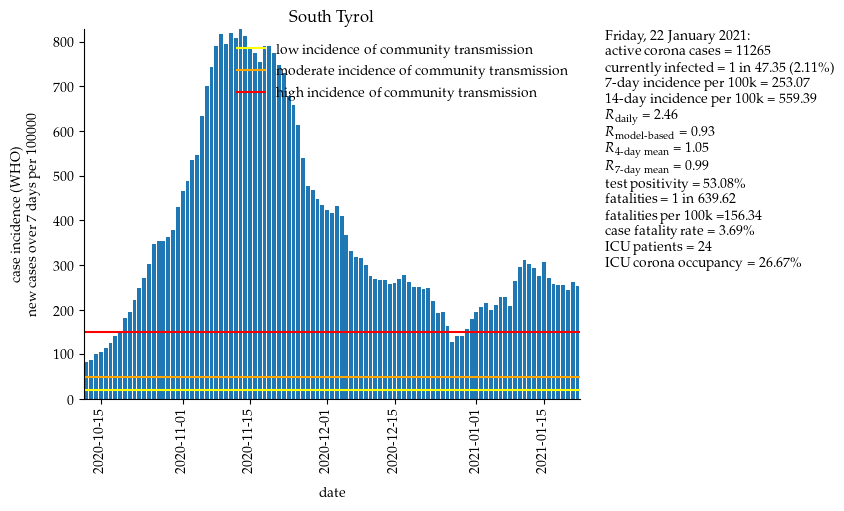 South Tyrol
low incidence of community transmission
moderate incidence of community transmission
high incidence of community transmission
case incidence (WHO)
new cases over 7 days per 100000
800
700
600
500
400
300
200
100
0
2020-10-15
2020-11-01
2020-11-15
2020-12-01
2020-12-15
2021-01-01
2021-01-15
date
Friday, 22 January 2021:
active corona cases = 11265
currently infected = 1 in 47.35 (2.11%)
7-day incidence per 100k = 253.07
14-day incidence per 100k = 559.39
R daily = 2.46
R model-based = 0.93
R 4-day mean = 1.05
R 7-day mean = 0.99
test positivity = 53.08%
fatalities = 1 in 639.62
fatalities per 100k =156.34
case fatality rate = 3.69%
ICU patients = 24
ICU corona occupancy = 26.67%